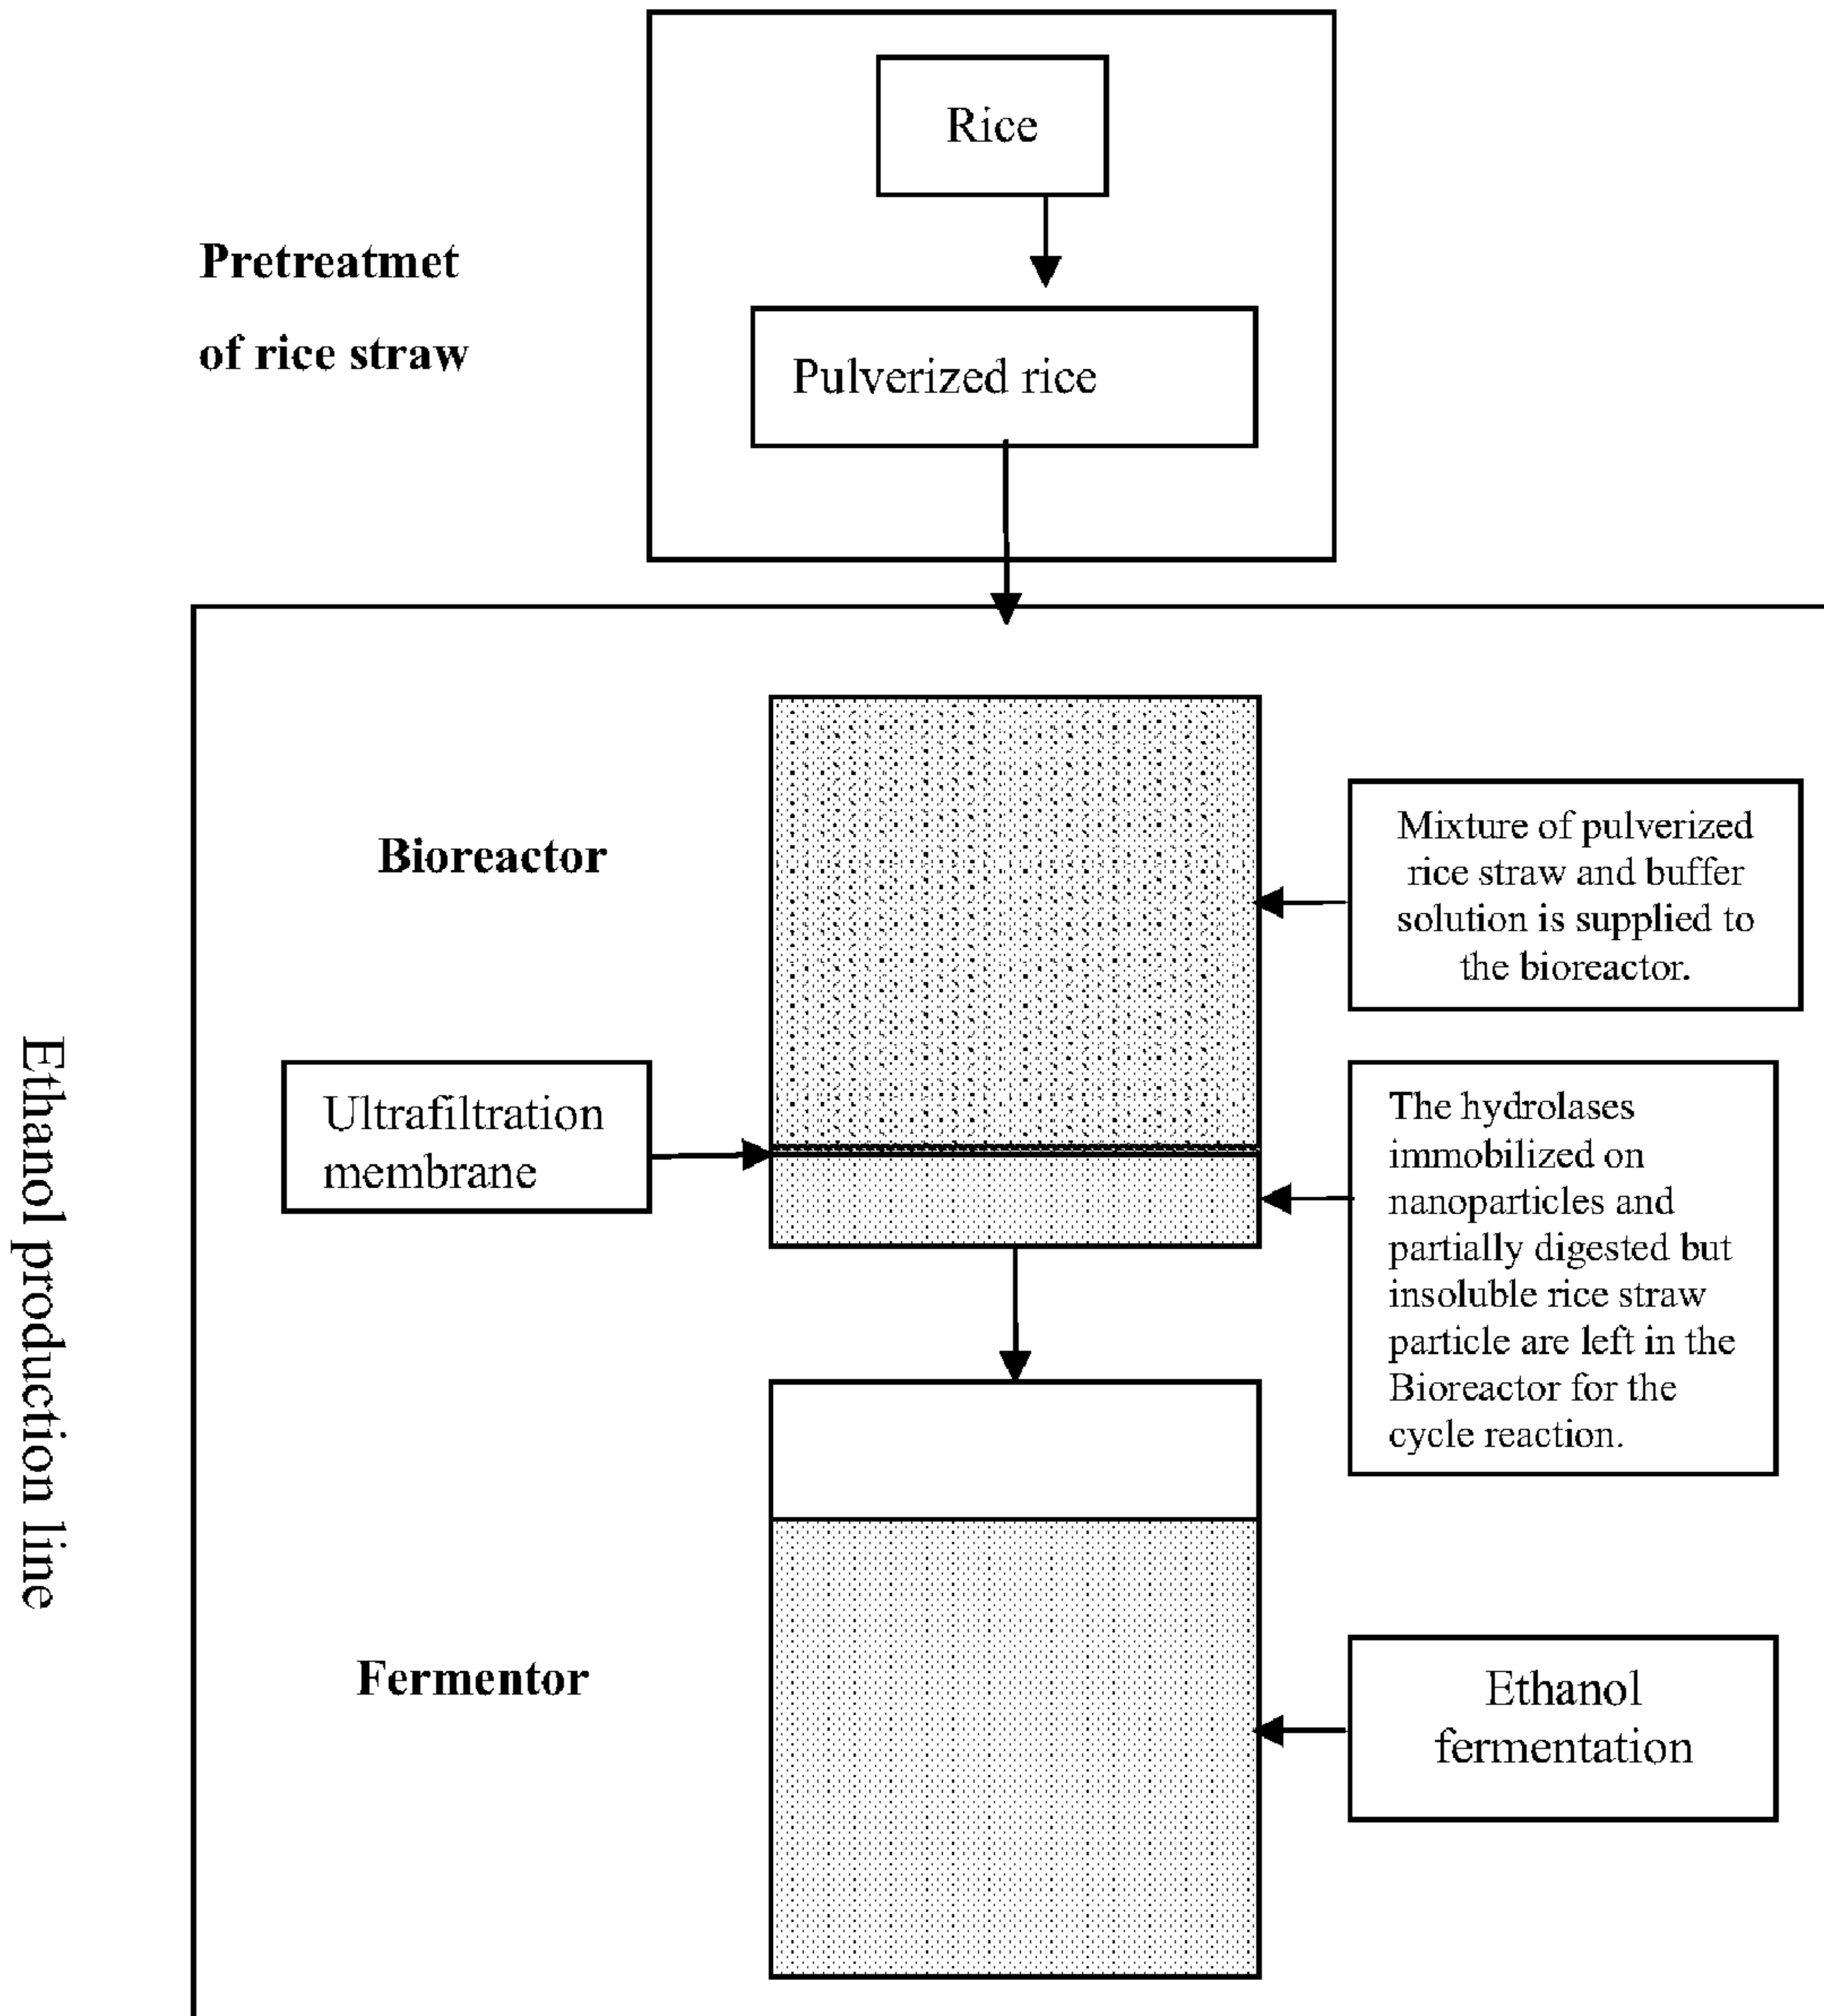 Rice
Pretreatmet
of rice straw
Pulverized rice
Bioreactor
Mixture of pulverized
rice straw and buffer
solution is supplied to
the bioreactor.
Ultrafiltration
membrane
The hydrolases
immobilized on
nanoparticles and
partially digested but
insoluble rice straw
particle are left in the
Bioreactor for the
cycle reaction.
Ethanol production line
Fermentor
Ethanol
fermentation